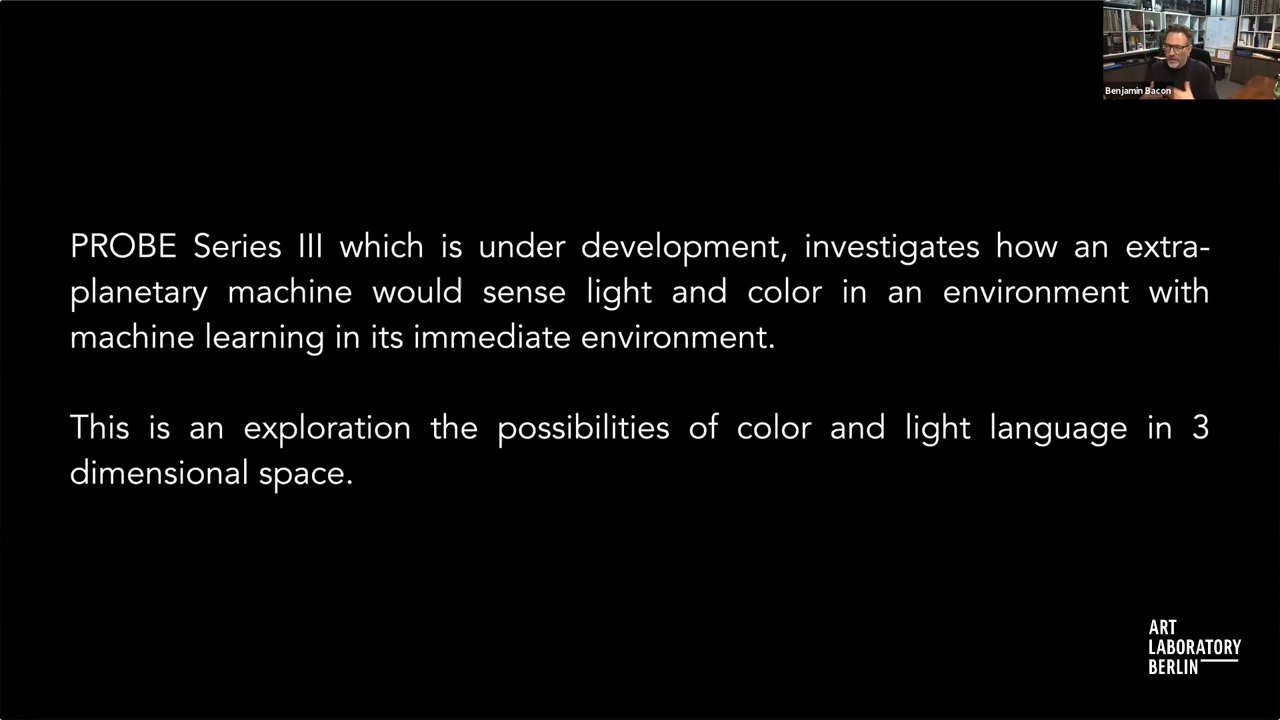 Benjamin Bacon
PROBE Series III which is under development, investigates how an extra-
planetary machine would sense light and color in an environment with
machine learning in its immediate environment.
This is an exploration the possibilities of color and light language in 3
dimensional space.
ART
LABORATORY
BERLIN